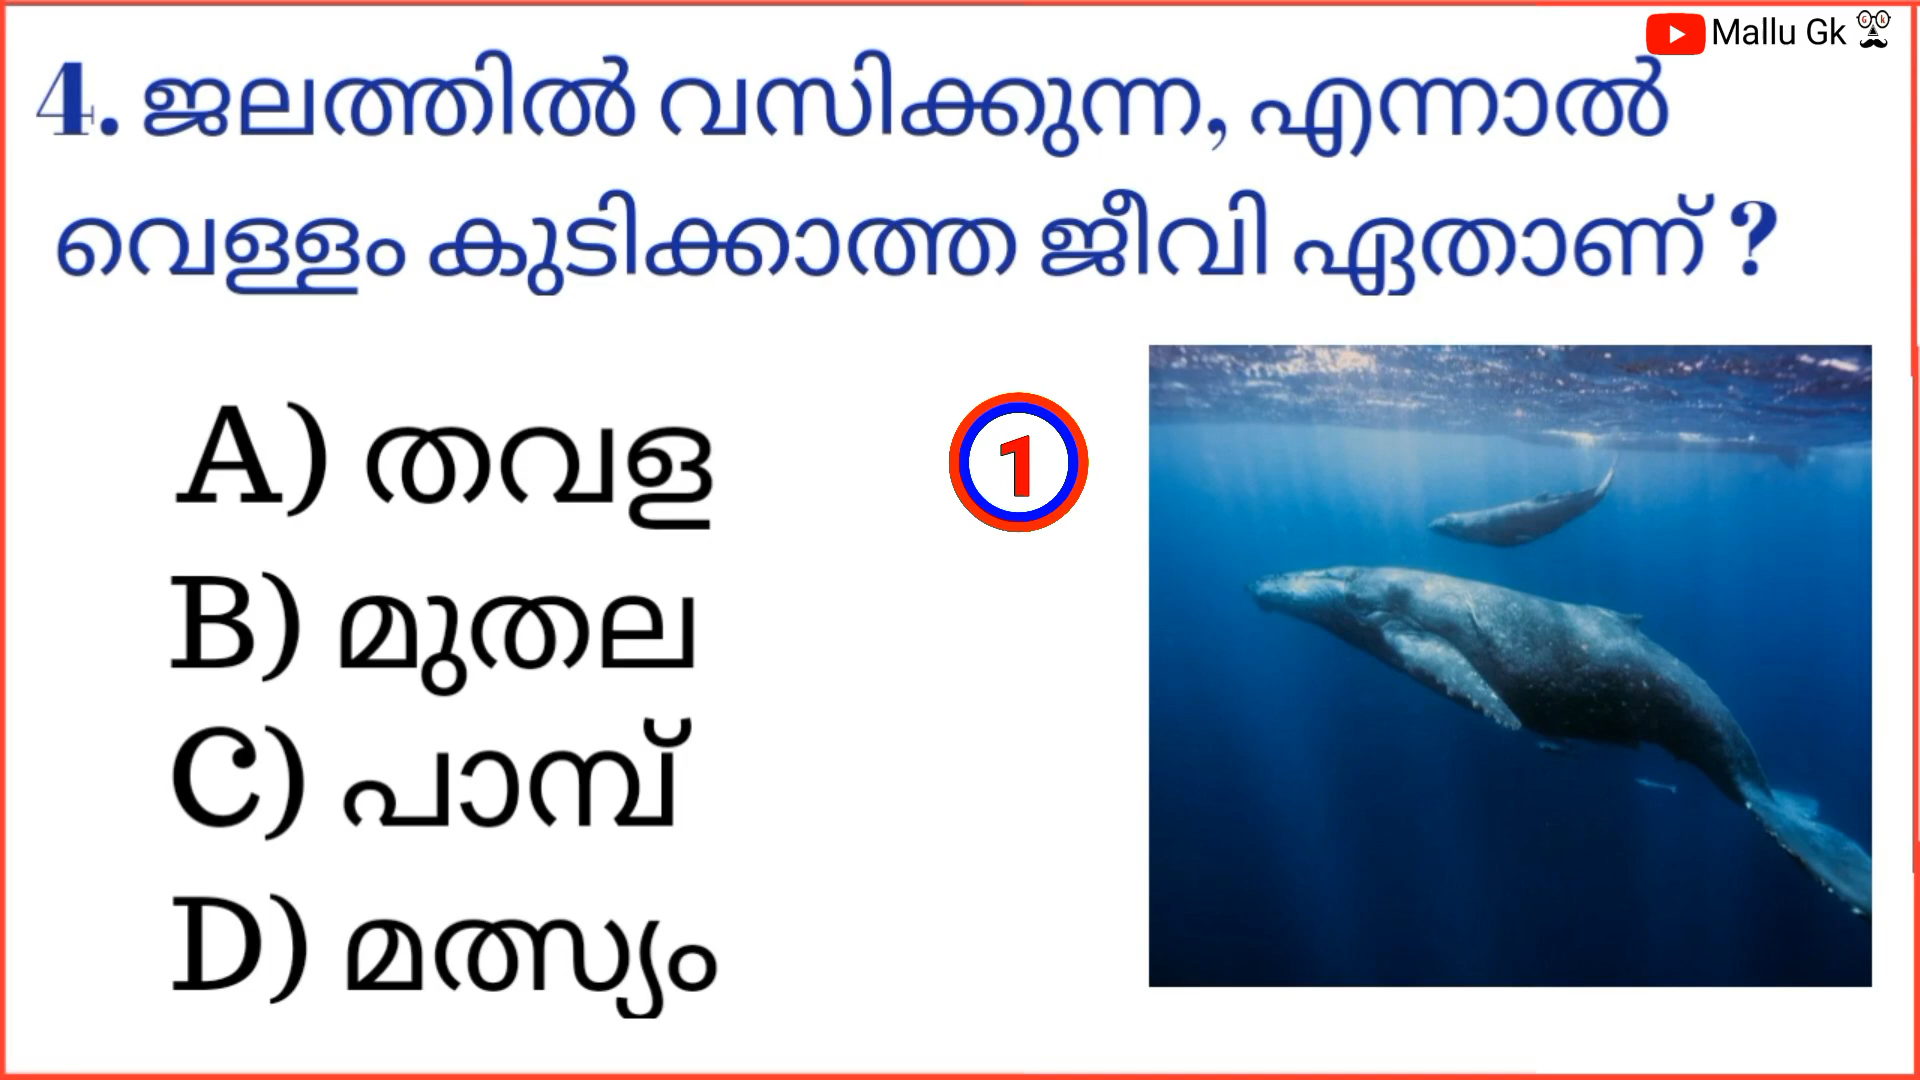 Mallu Gk
4. ജലത്തിൽ വസിക്കുന്ന, എന്നാൽ
വെള്ളം കുടിക്കാത്ത ജീവി ഏതാണ് ?
A) തവള
1
B) മുതല
C) പാമ്പ്
D) മത്സ്യം